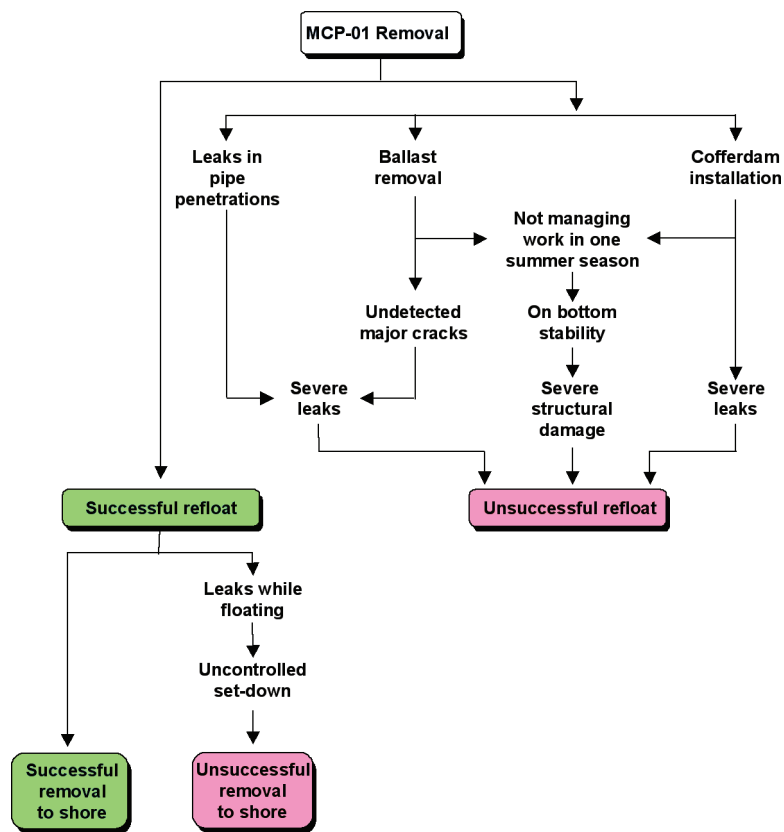 MCP-01 Removal
Leaks in
pipe
penetrations
Ballast
removal
Cofferdam
installation
Not managing
work in one
summer season
Undetected
major cracks
On bottom
stability
Severe
leaks
Severe
structural
damage
Severe
leaks
Successful refloat
Unsuccessful refloat
Leaks while
floating
Uncontrolled
set-down
Successful
removal
to shore
Unsuccessful
removal
to shore